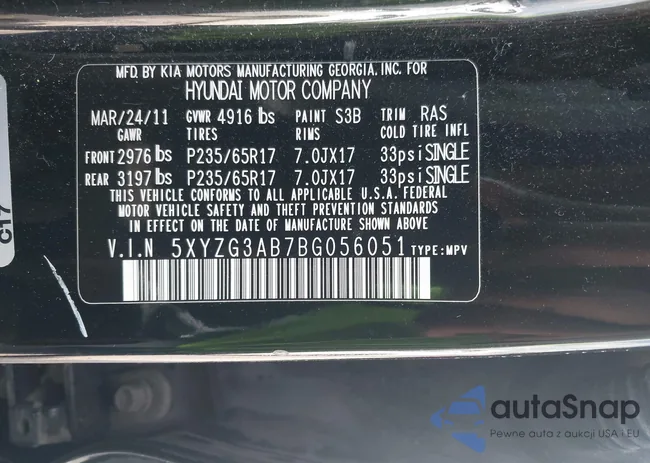 MFD. BY KIA MOTORS MANUFACTURING GEORGIA, INC. FOR
HYUNDAI MOTOR COMPANY
MAR/24/11 GVWR 4916 lbs PAINT S3B TRIM RAS
GAWR TIRES RIMS COLD TIRE INFL
FRONT 2976 lbs P235/65R17 7.0JX17 33psi SINGLE
REAR 3197 lbs P235/65R17 7.0JX17 33psi SINGLE
THIS VEHICLE CONFORMS TO ALL APPLICABLE U.S.A. FEDERAL
MOTOR VEHICLE SAFETY AND THEFT PREVENTION STANDARDS
IN EFFECT ON THE DATE OF MANUFACTURE SHOWN ABOVE.
V.I.N 5XYZG3AB7BG056051 TYPE:MPV
C17
autoSnap
Pewne auta z aukcji USA i EU